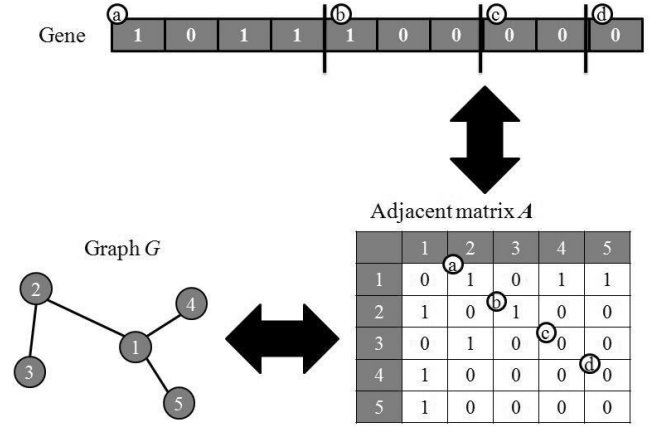 a b c d
Gene 1 0 1 1 1 0 0 0 0 0
Adjacent matrix A
Graph G
1 2 3 4 5
a
1 0 1 0 1 1
b
2 1 0 1 0 0
c
3 0 1 0 0 0
d
4 1 0 0 0 0
5 1 0 0 0 0
2
4
1
3
5